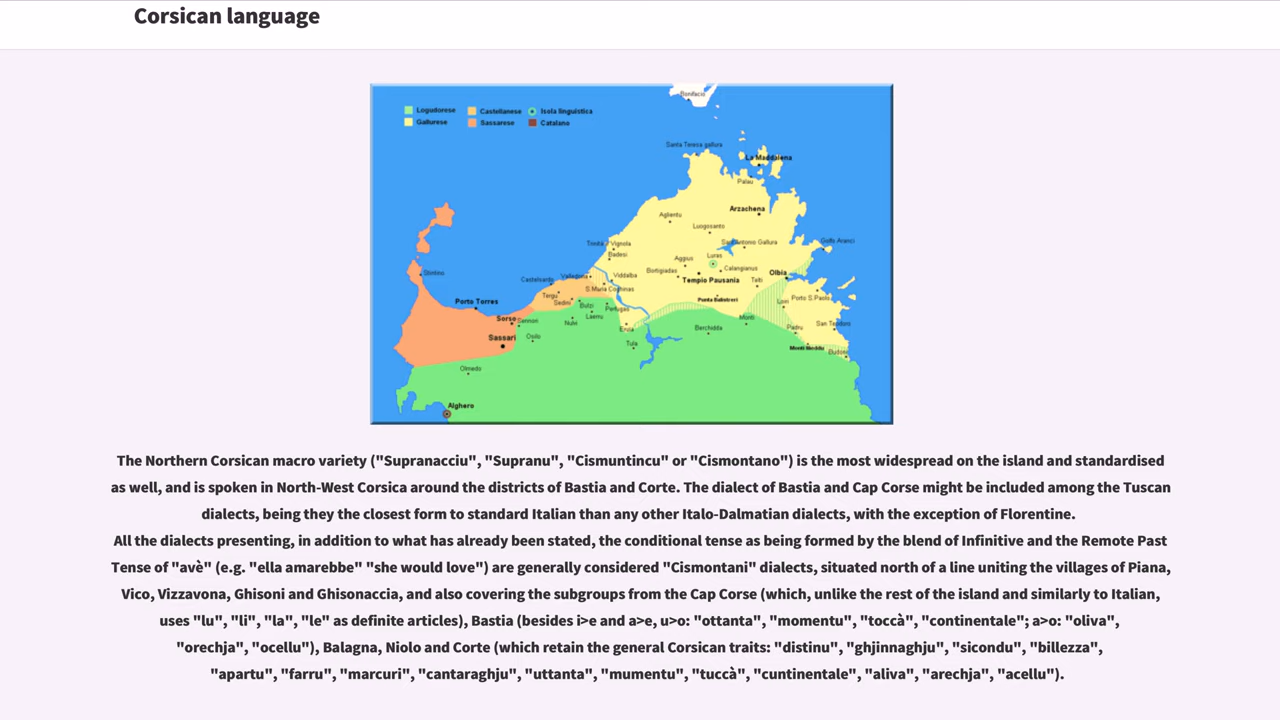 Corsican language
Bonifacio
Logudorese Castellanese Isola linguistica
Gallurese Sassarese Catalano
Santa Teresa gallura
La Maddalena
Palau
Arzachena
Aglientu
Luogosanto
Trinità Vignola
Sant'Antonio Gallura
Golfo Aranci
Badesi
Luras
Aggius
Calangianus
Stintino
Bortigiadas
Olbia
Castelsardo
Valledoria
Viddalba
Tempio Pausania
Telti
S.Maria Coghinas
Tergu
Porto S.Paolo
Porto Torres
Sedini
Bulzi
Perfugas
Loiri
Laerru
Monti
Sorso
Sennori
Nulvi
San Teodoro
Erula
Berchidda
Padru
Sassari
Osilo
Tula
Budoni
Olmedo
Alghero
The Northern Corsican macro variety ("Supranacciu", "Supranu", "Cismuntincu" or "Cismontano") is the most widespread on the island and standardised
as well, and is spoken in North-West Corsica around the districts of Bastia and Corte. The dialect of Bastia and Cap Corse might be included among the Tuscan
dialects, being they the closest form to standard Italian than any other Italo-Dalmatian dialects, with the exception of Florentine.
All the dialects presenting, in addition to what has already been stated, the conditional tense as being formed by the blend of Infinitive and the Remote Past
Tense of "avè" (e.g. "ella amarebbe" "she would love") are generally considered "Cismontani" dialects, situated north of a line uniting the villages of Piana,
Vico, Vizzavona, Ghisoni and Ghisonaccia, and also covering the subgroups from the Cap Corse (which, unlike the rest of the island and similarly to Italian,
uses "lu", "li", "la", "le" as definite articles), Bastia (besides i>e and a>e, u>o: "ottanta", "momentu", "toccà", "continentale"; a>o: "oliva",
"orechja", "ocellu"), Balagna, Niolo and Corte (which retain the general Corsican traits: "distinu", "ghjinnaghju", "sicondu", "billezza",
"apartu", "farru", "marcuri", "cantaraghju", "uttanta", "mumentu", "tuccà", "cuntinentale", "aliva", "arechja", "acellu").